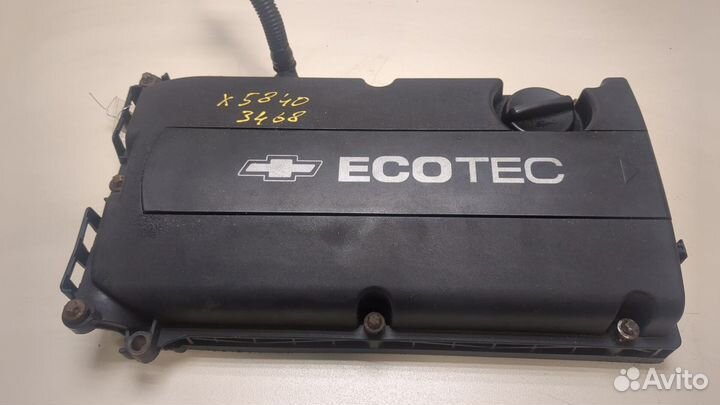 X 5840
3468
ECOTEC
Avito